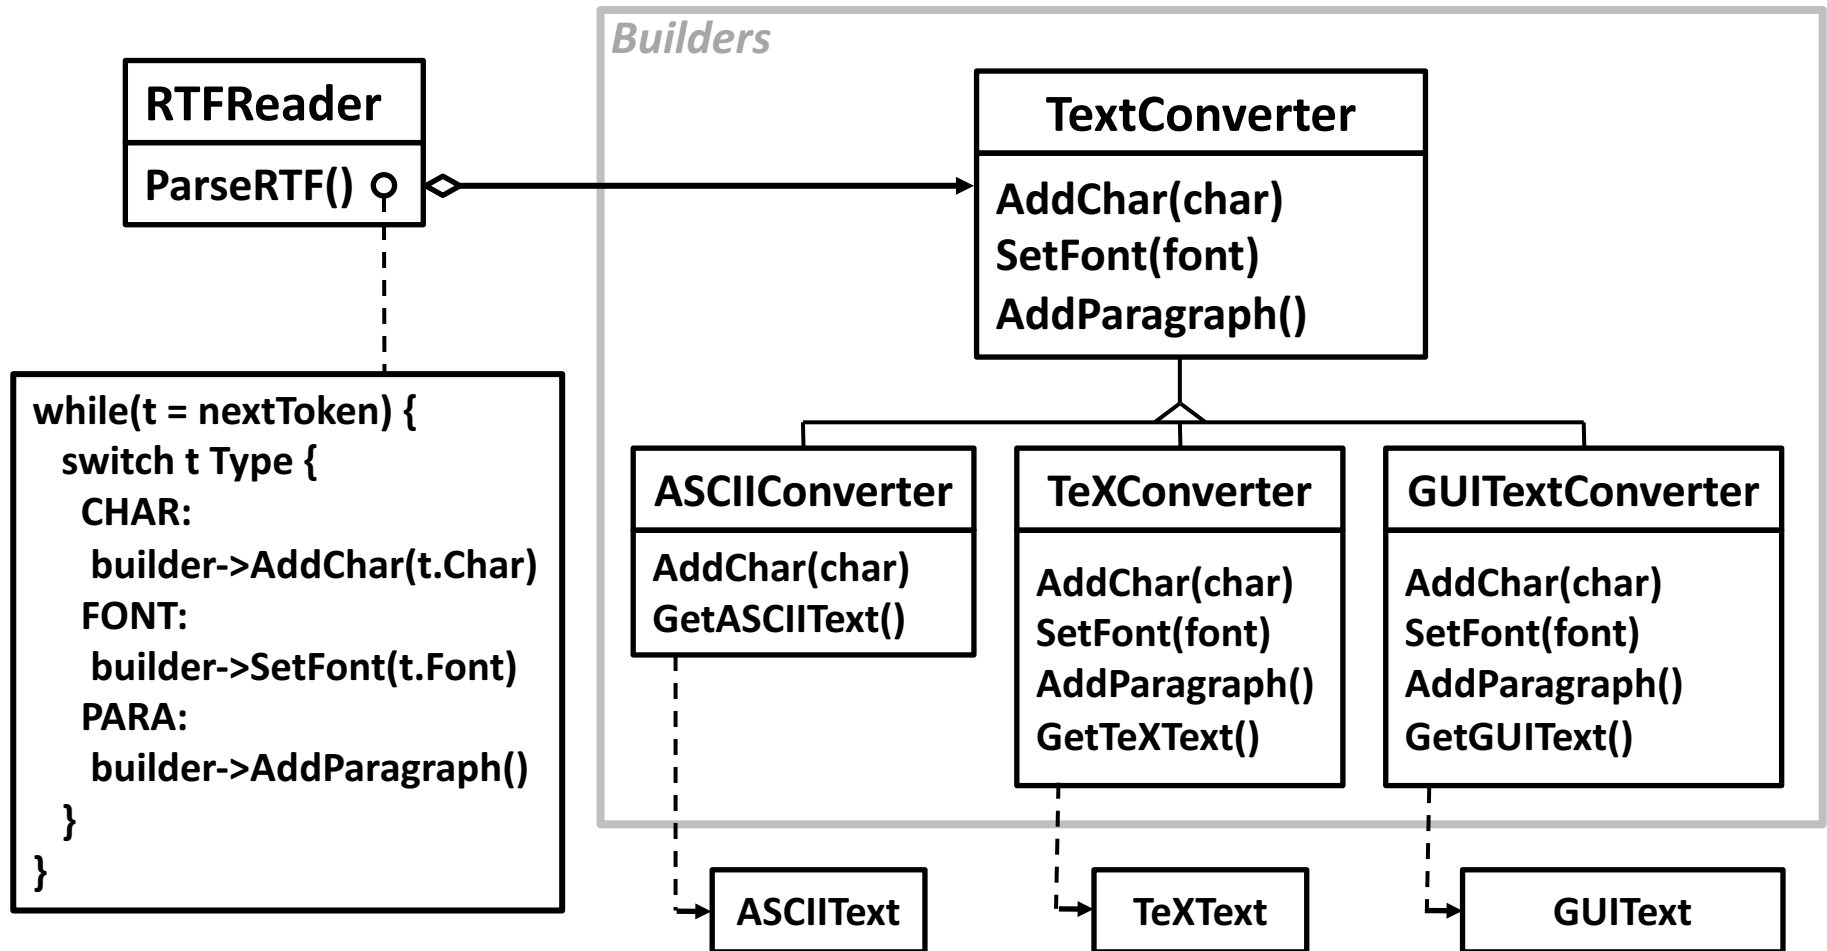 Builders
RTFReader
ParseRTF()
TextConverter
AddChar(char)
SetFont(font)
AddParagraph()
while(t = nextToken) {
switch t Type {
CHAR:
builder->AddChar(t.Char)
FONT:
builder->SetFont(t.Font)
PARA:
builder->AddParagraph()
}
}
ASCIIConverter
AddChar(char)
GetASCIIText()
TeXConverter
AddChar(char)
SetFont(font)
AddParagraph()
GetTeXText()
GUITextConverter
AddChar(char)
SetFont(font)
AddParagraph()
GetGUIText()
ASCIIText
TeXText
GUIText